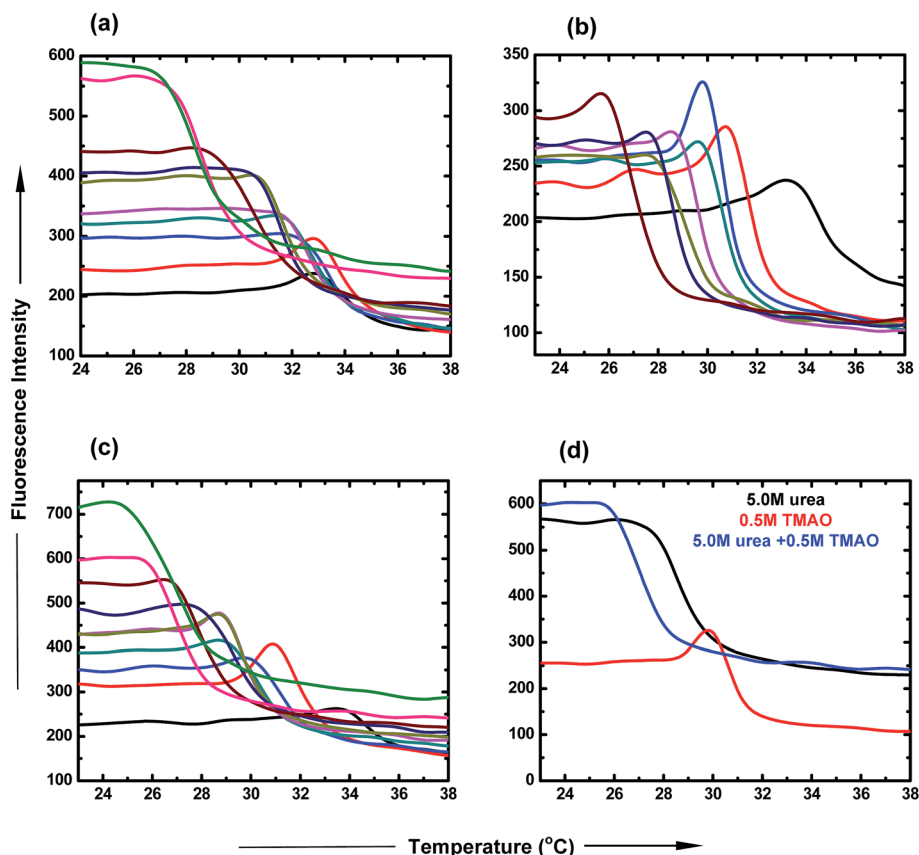 (a)
600
500
400
300
200
100
24 26 28 30 32 34 36 38
(b)
350
300
250
200
150
100
24 26 28 30 32 34 36 38
(c)
700
600
500
400
300
200
100
24 26 28 30 32 34 36 38
(d)
5.0M urea
0.5M TMAO
5.0M urea +0.5M TMAO
600
500
400
300
200
100
0
24 26 28 30 32 34 36 38
Fluorescence Intensity
Temperature (°C)